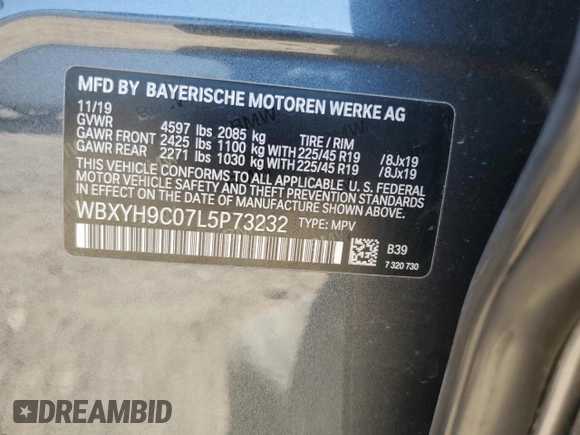 MFD BY BAYERISCHE MOTOREN WERKE AG
11/19
GVWR 4597 lbs 2085 kg TIRE / RIM
GAWR FRONT 2425 lbs 1100 kg WITH 225/45 R19 /8Jx19
GAWR REAR 2271 lbs 1030 kg WITH 225/45 R19 /8Jx19
THIS VEHICLE CONFORMS TO ALL APPLICABLE U.S. FEDERAL
MOTOR VEHICLE SAFETY AND THEFT PREVENTION STANDARDS
IN EFFECT ON THE DATE OF MANUFACTURE SHOWN ABOVE.
WBXYH9C07L5P73232 TYPE: MPV
B39
7 320 730
DREAMBID